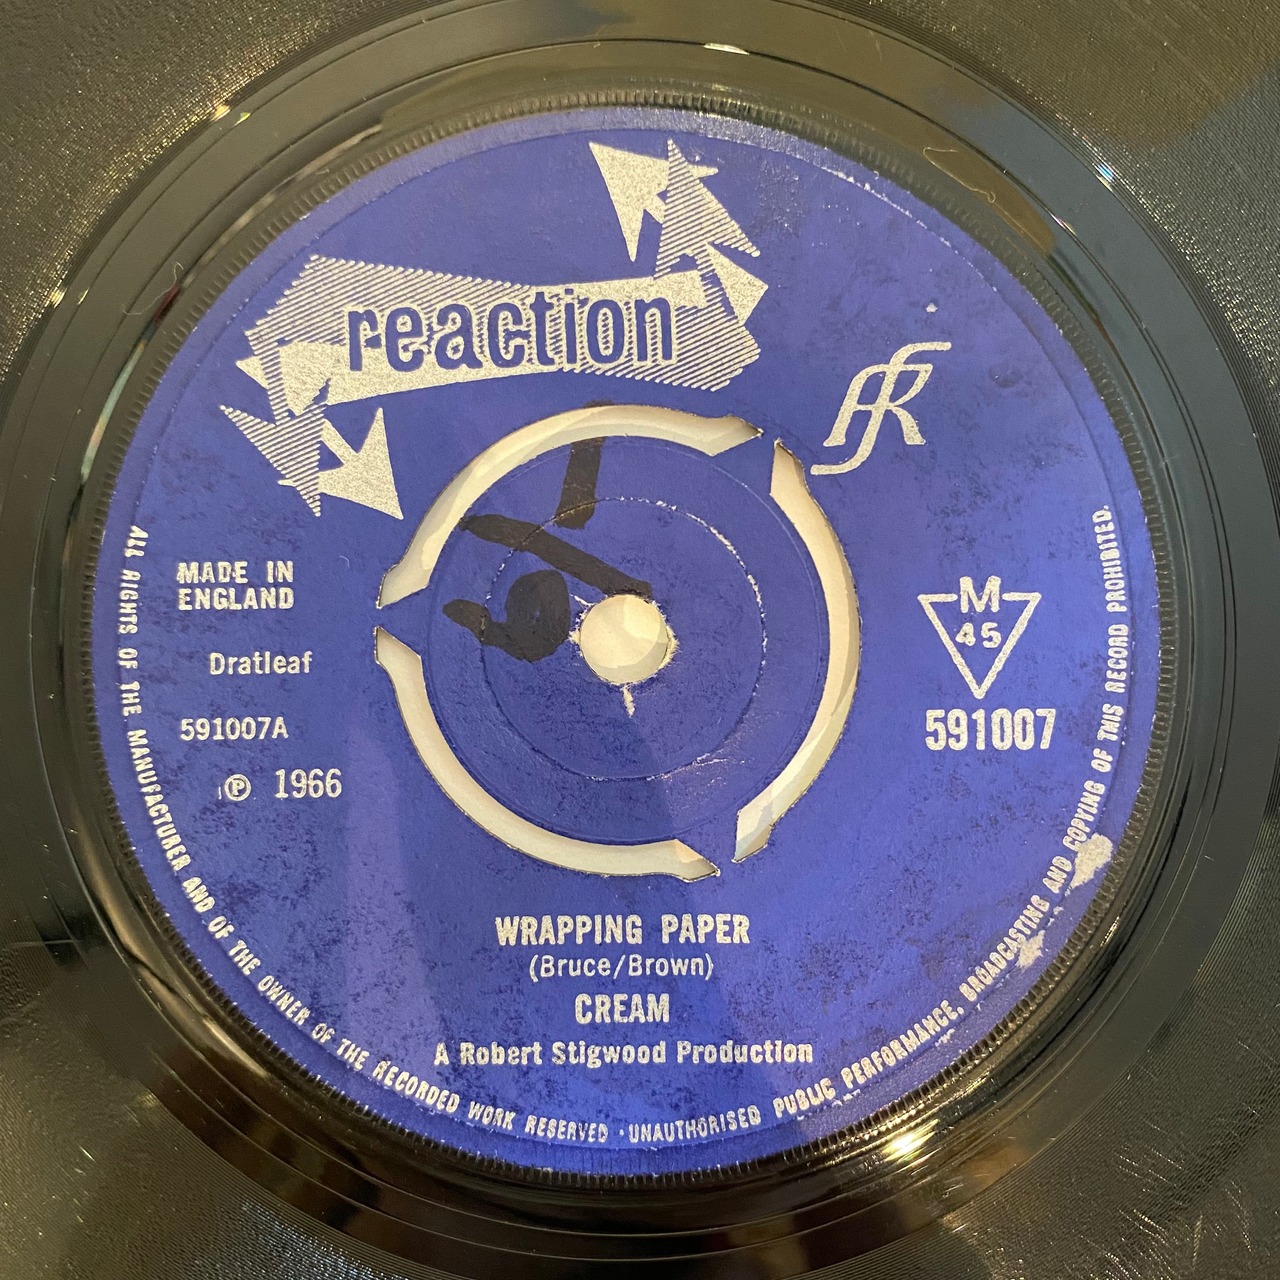 reaction
R
MADE IN
ENGLAND
Dratleaf
591007A
℗ 1966
M
45
591007
WRAPPING PAPER
(Bruce/Brown)
CREAM
A Robert Stigwood Production
ALL RIGHTS OF THE MANUFACTURER AND OF THE OWNER OF THE RECORDED WORK RESERVED · UNAUTHORISED PUBLIC PERFORMANCE, BROADCASTING AND COPYING OF THIS RECORD PROHIBITED.